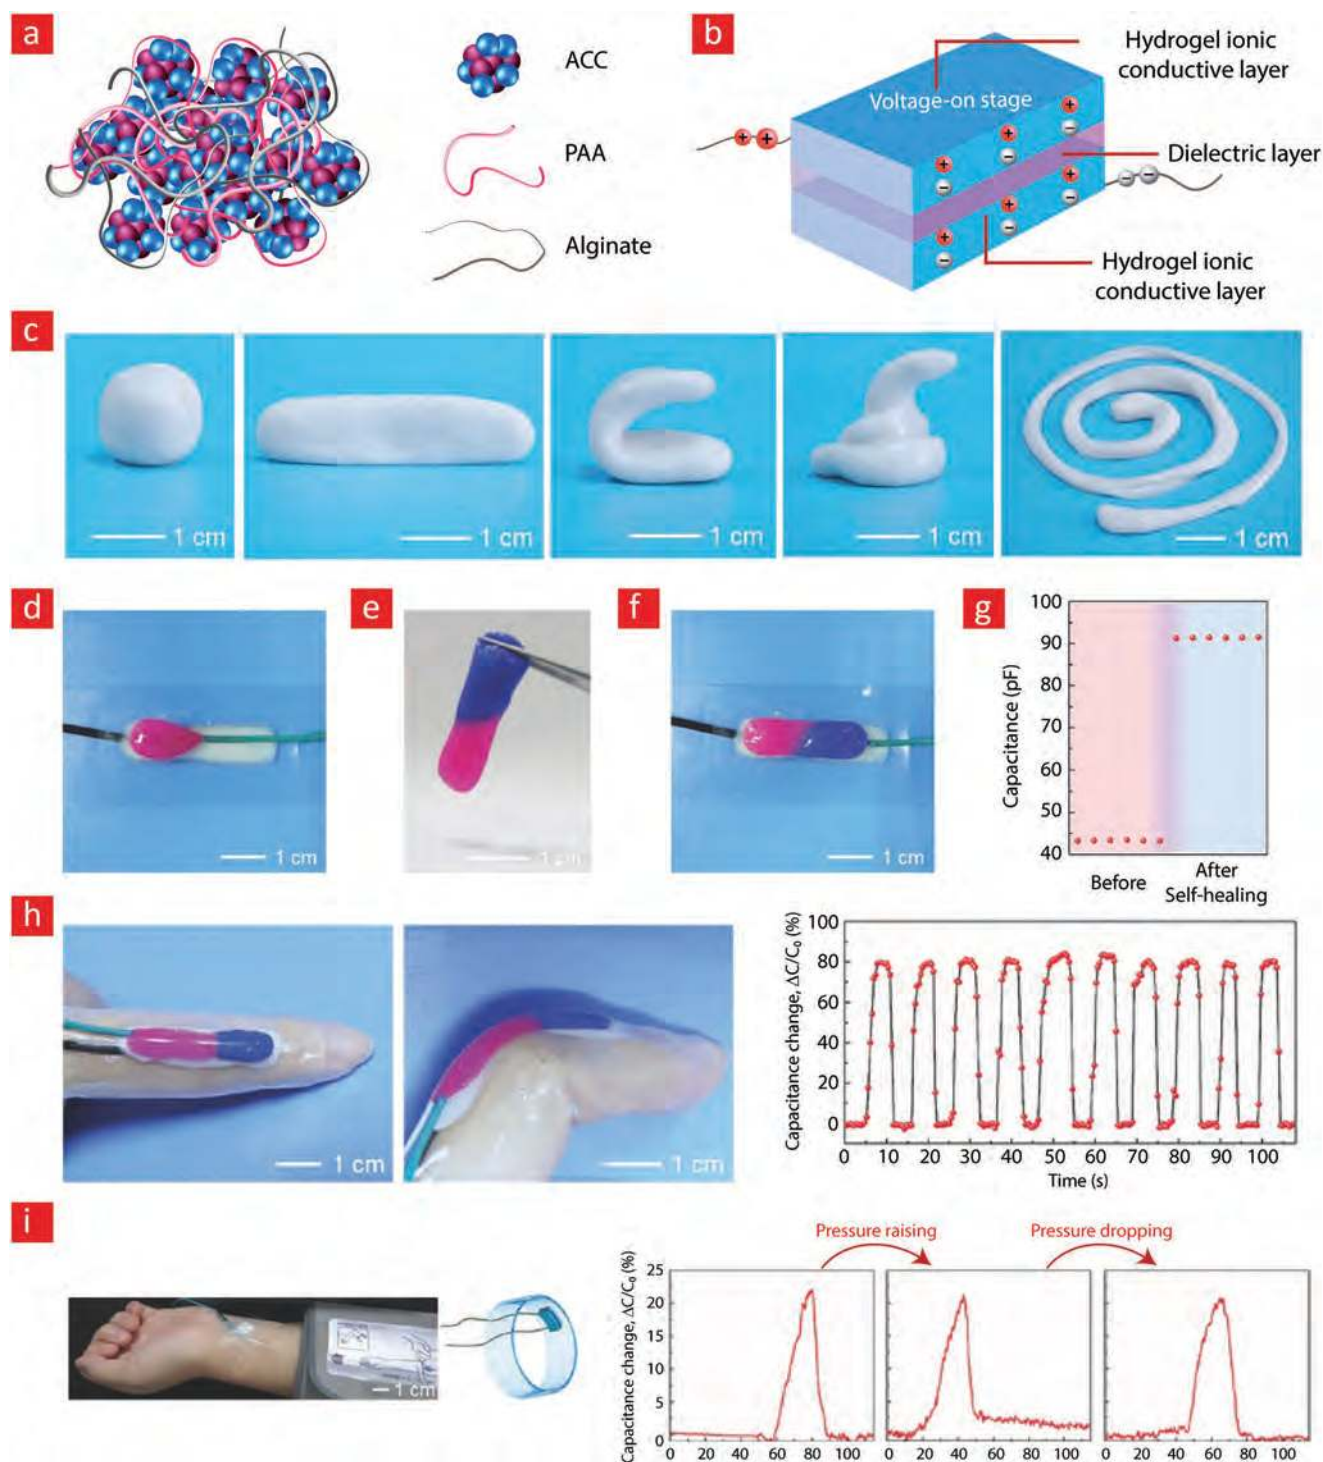 a
ACC
PAA
Alginate
b
Hydrogel ionic
conductive layer
Voltage-on stage
Dielectric layer
Hydrogel ionic
conductive layer
+ + + + + + + + 
− − − − − − − −
c
1 cm
1 cm
1 cm
1 cm
1 cm
d
1 cm
e
1 cm
f
1 cm
g
Capacitance (pF)
100
90
80
70
60
50
40
Before
After
Self-healing
h
1 cm
1 cm
Capacitance change, ΔC/C₀ (%)
100
80
60
40
20
0
0 10 20 30 40 50 60 70 80 90 100
Time (s)
i
1 cm
Pressure raising
Pressure dropping
Capacitance change, ΔC/C₀ (%)
25
20
15
10
5
0
0 20 40 60 80 100
0 20 40 60 80 100
0 20 40 60 80 100